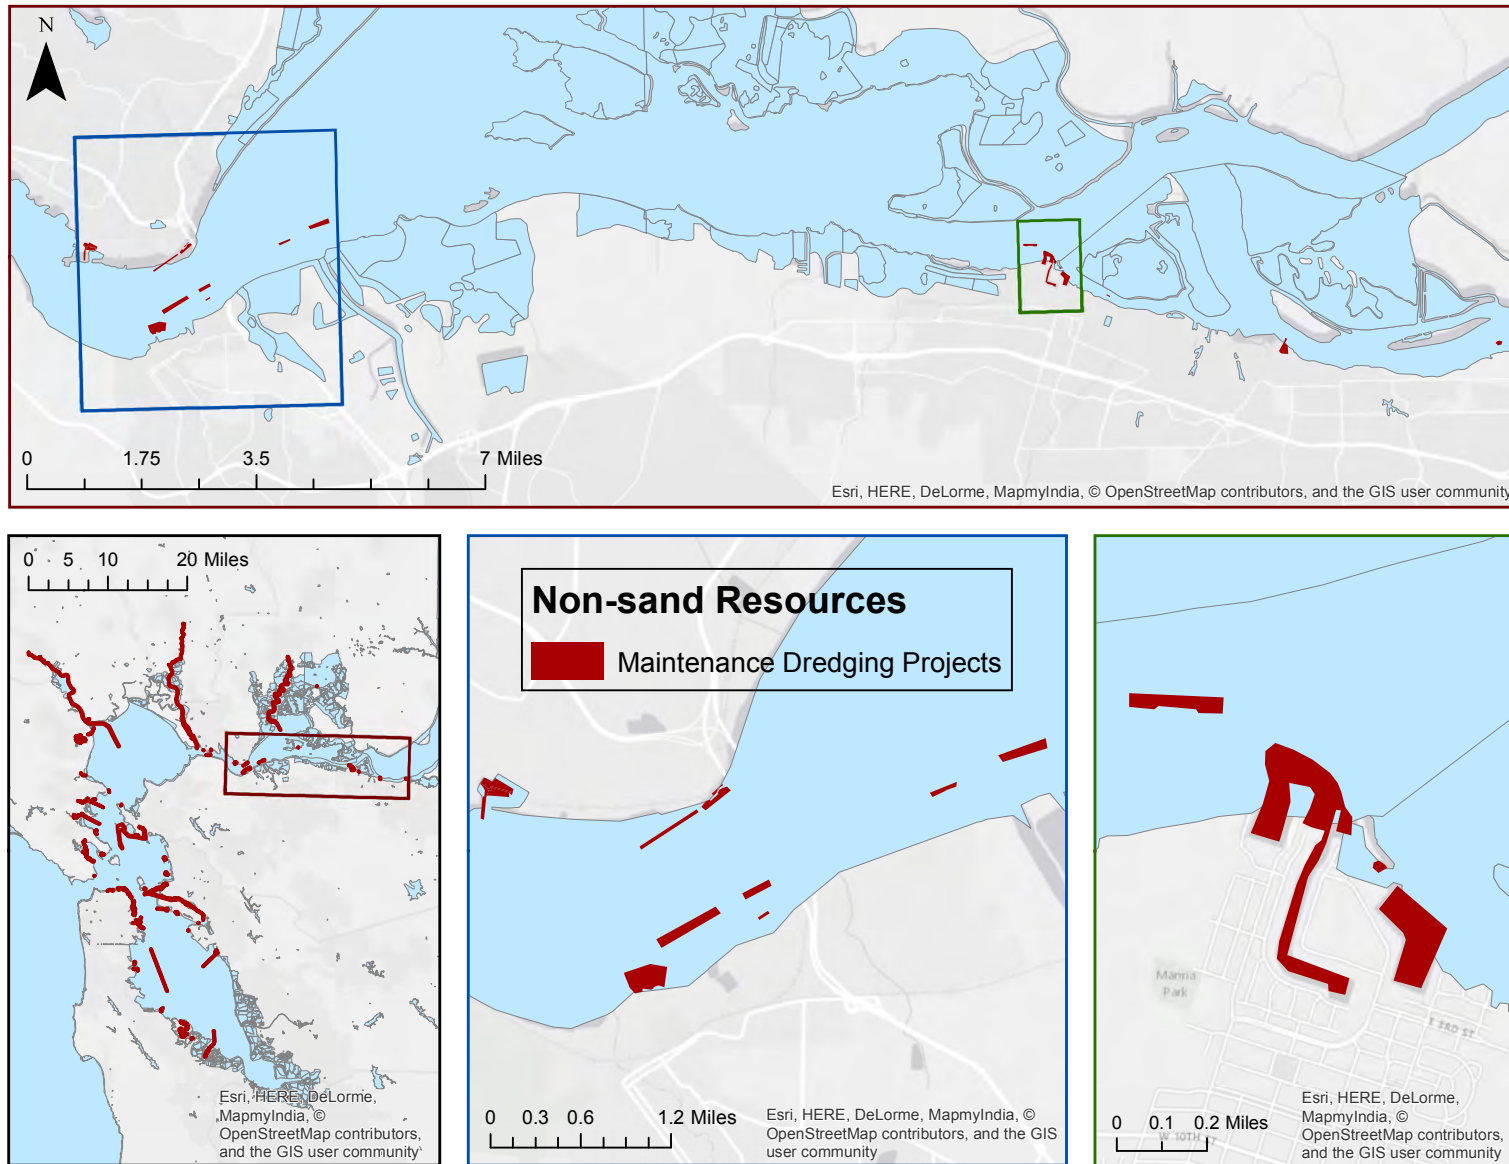 N
0 1.75 3.5 7 Miles
Esri, HERE, DeLorme, MapmyIndia, © OpenStreetMap contributors, and the GIS user community
0 5 10 20 Miles
Esri, HERE, DeLorme,
MapmyIndia, ©
OpenStreetMap contributors,
and the GIS user community
Non-sand Resources
Maintenance Dredging Projects
0 0.3 0.6 1.2 Miles
Esri, HERE, DeLorme, MapmyIndia, ©
OpenStreetMap contributors, and the GIS
user community
Marina
Park
E 3RD ST
W 10TH ST
0 0.1 0.2 Miles
Esri, HERE, DeLorme,
MapmyIndia, ©
OpenStreetMap contributors,
and the GIS user community